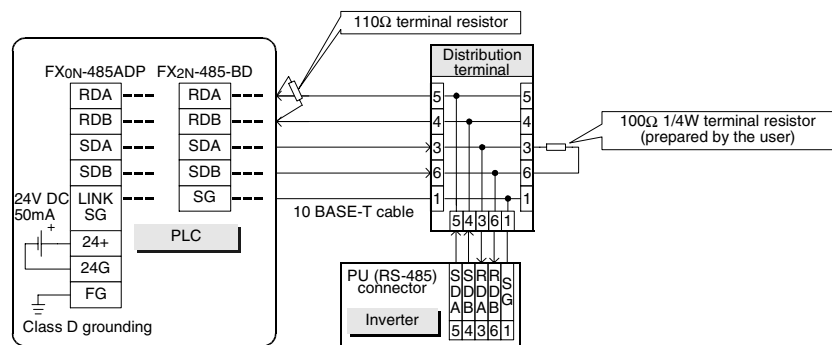 110Ω terminal resistor
Distribution
terminal
FX0N-485ADP FX2N-485-BD
RDA RDA 5 5
RDB RDB 4 4
100Ω 1/4W terminal resistor
(prepared by the user)
SDA SDA 3 3
SDB SDB 6 6
24V DC
50mA
LINK
SG
SG 1 1
10 BASE-T cable
5 4 3 6 1
+
24+
PLC
24G
FG
Class D grounding
PU (RS-485)
connector
SDA SDB RDA RDB SG
Inverter
5 4 3 6 1